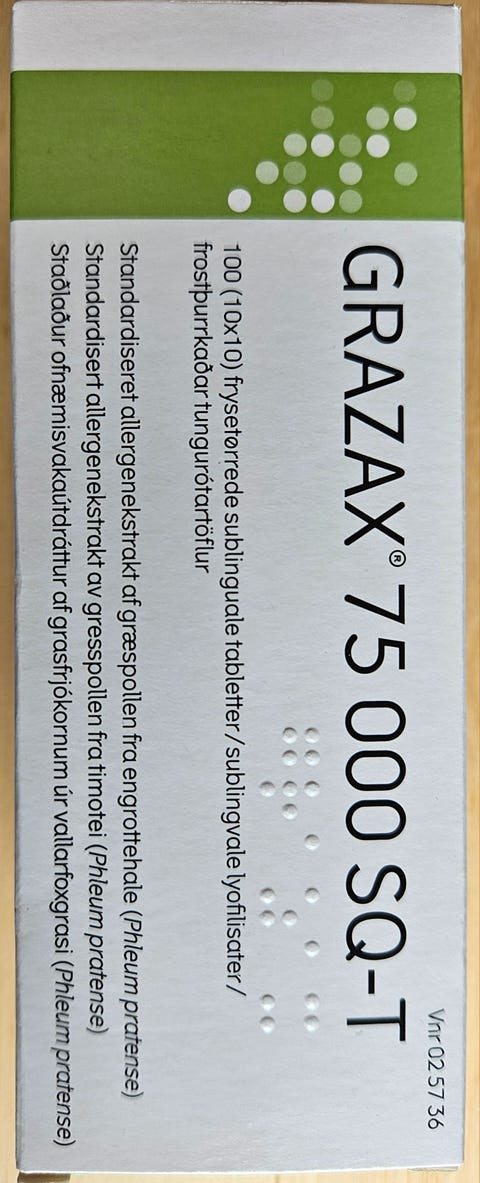 Vnr 02 57 36
GRAZAX® 75 000 SQ-T
100 (10x10) frysetørrede sublinguale tabletter/sublingvale lyofilisater/
frostþurrkaðar tungurótartöflur
Standardiseret allergenekstrakt af græspollen fra engrottehale (Phleum pratense)
Standardisert allergenekstrakt av gresspollen fra timotei (Phleum pratense)
Staðlaður ofnæmisvakaútdráttur af grasfrjókornum úr vallarfoxgrasi (Phleum pratense)